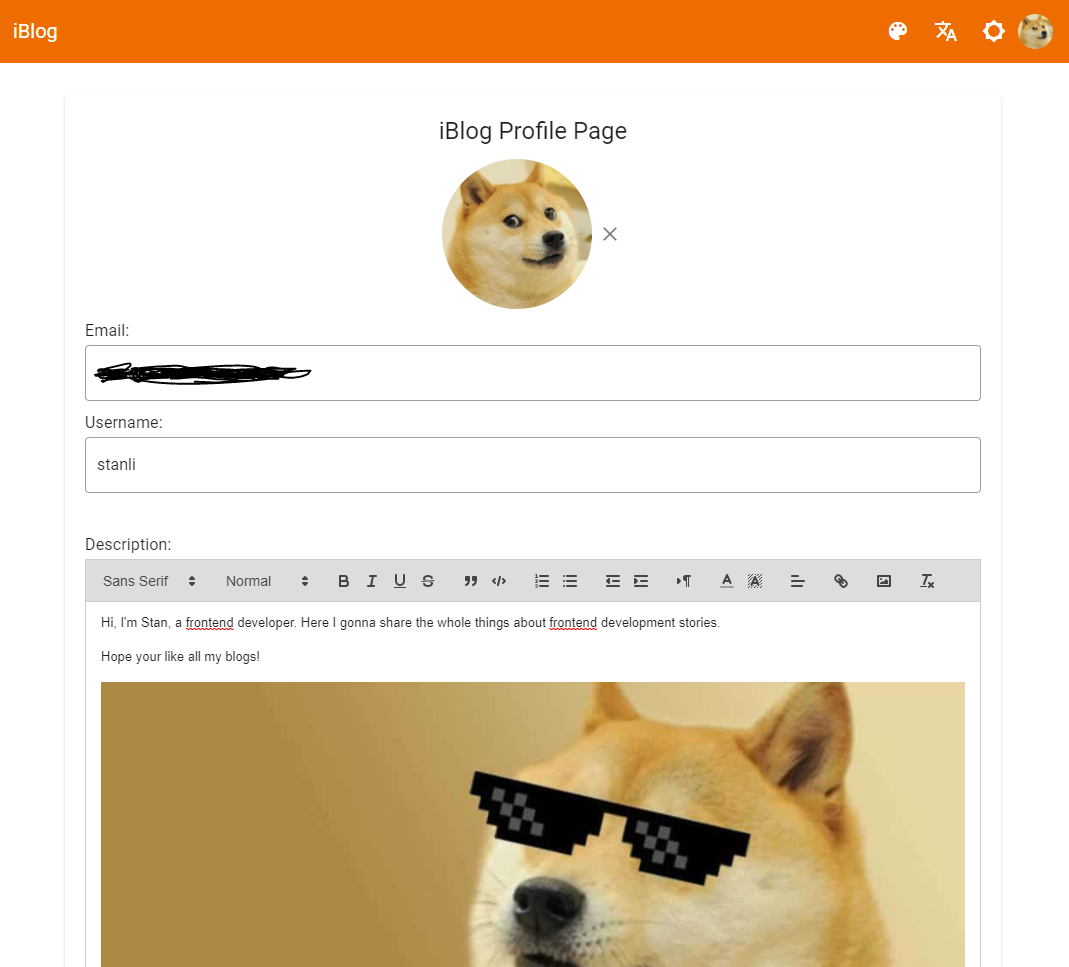 iBlog
iBlog Profile Page
Email:
Username:
stanli
Description:
Sans Serif Normal
Hi, I'm Stan, a frontend developer. Here I gonna share the whole things about frontend development stories.
Hope your like all my blogs!